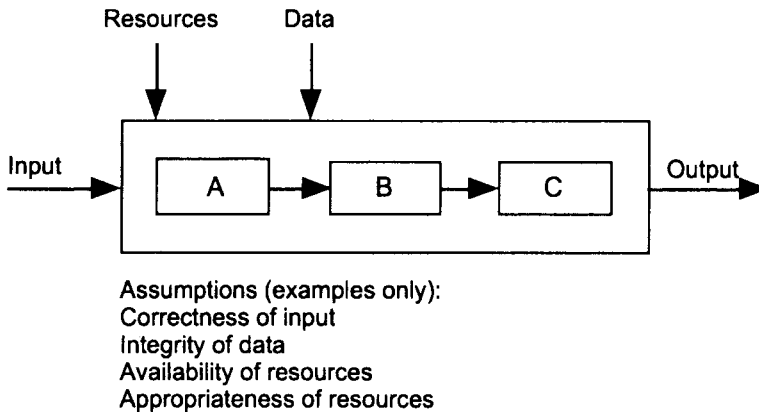 Resources Data
Input
A B C
Output
Assumptions (examples only):
Correctness of input
Integrity of data
Availability of resources
Appropriateness of resources